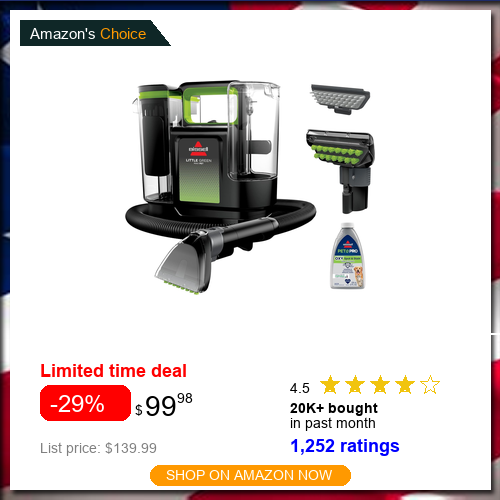 Amazon's Choice
BISSELL
LITTLE GREEN
BISSELL
PET PRO
OXY
Limited time deal
-29% $99.98
List price: $139.99
4.5
20K+ bought
in past month
1,252 ratings
SHOP ON AMAZON NOW